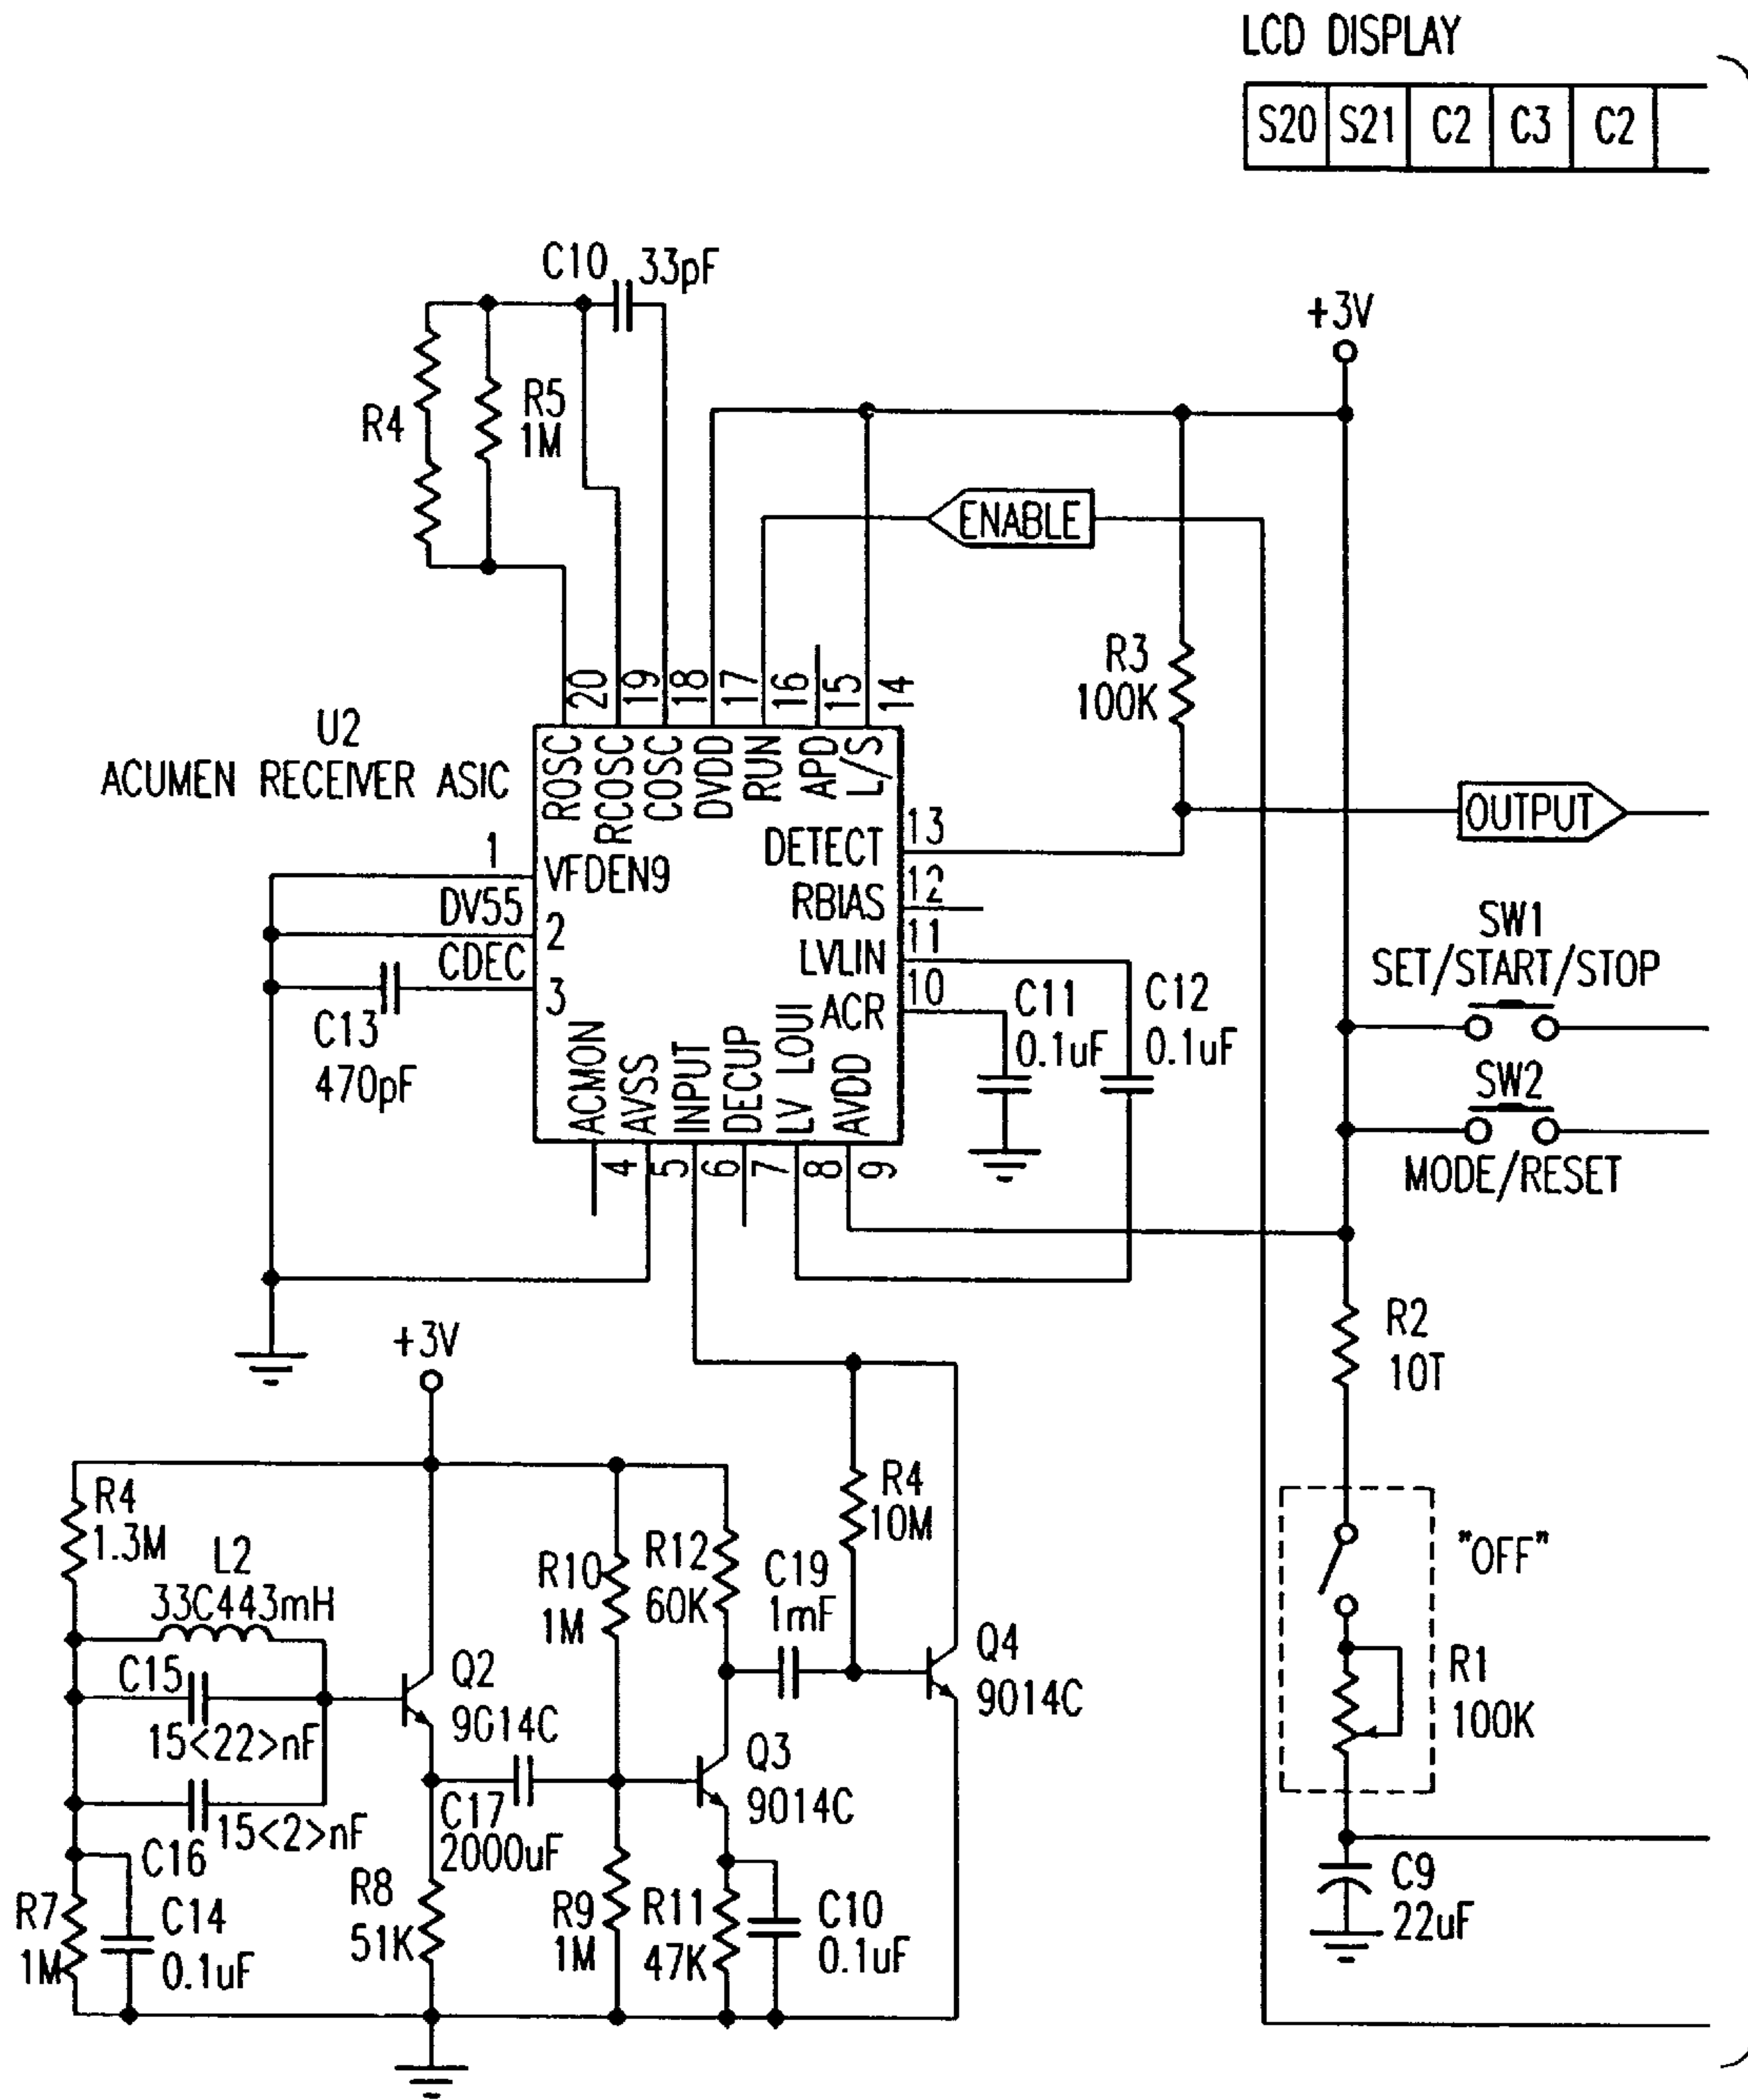 LCD DISPLAY
S20 S21 C2 C3 C2
C10 33pF
+3V
R4
R5
1M
ENABLE
R3
100K
U2
ACUMEN RECEIVER ASIC
20 19 18 17 16 15 14
ROSC RCOSC COSC DVDD RUN APD L/S
OUTPUT
1
VFDEN9
DETECT
13
DV55
2
RBIAS
12
CDEC
3
LVLIN
11
ACR
10
C13
470pF
C11
0.1uF
C12
0.1uF
SW1
SET/START/STOP
SW2
MODE/RESET
ACMON AVSS INPUT DECUP LV LOUI AVDD
4 5 6 7 8 9
+3V
R2
10T
R4
1.3M
L2
33C443mH
R10
1M
R12
60K
C19
1mF
R4
10M
"OFF"
C15
15<22>nF
Q2
9014C
Q4
9014C
R1
100K
Q3
9014C
15<2>nF
C16
C17
2000uF
R7
1M
C14
0.1uF
R8
51K
R9
1M
R11
47K
C10
0.1uF
C9
22uF